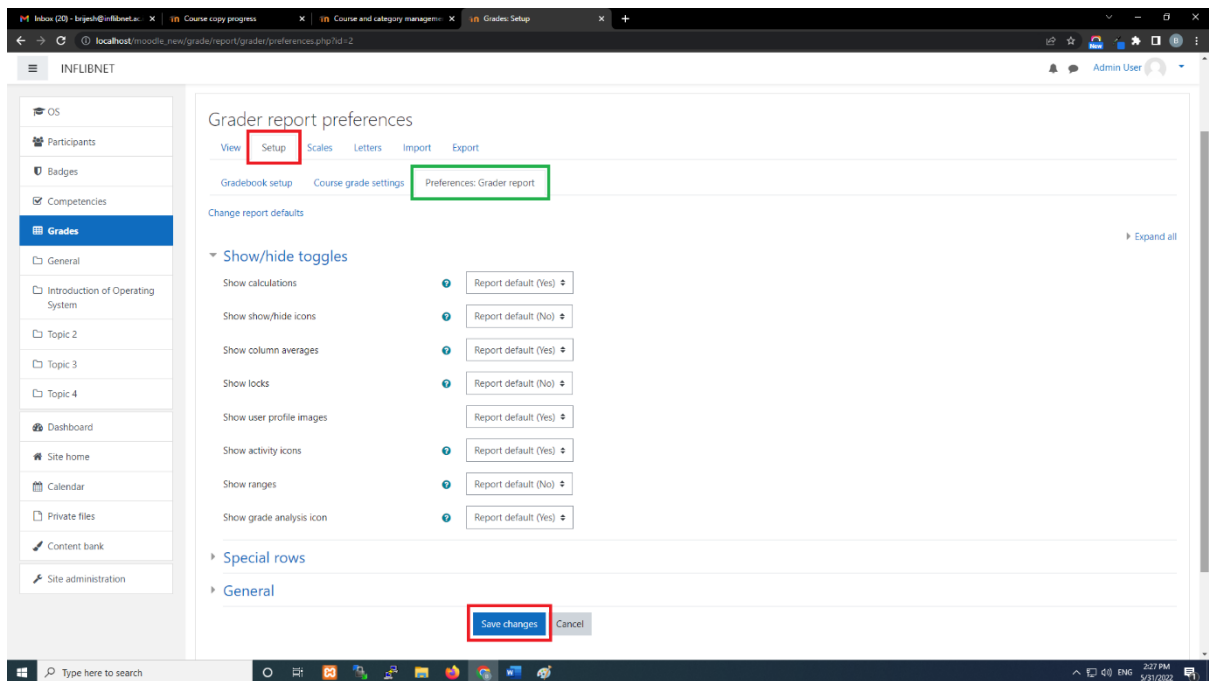 Inbox (20) - brijesh@inflibnet.ac. X
Course copy progress X
Course and category manageme X
Grades: Setup X +
localhost/moodle_new/grade/report/grader/preferences.php?id=2
New
B
INFLIBNET
Admin User
OS
Participants
Badges
Competencies
Grades
General
Introduction of Operating
System
Topic 2
Topic 3
Topic 4
Dashboard
Site home
Calendar
Private files
Content bank
Site administration
Grader report preferences
View Setup Scales Letters Import Export
Gradebook setup Course grade settings Preferences: Grader report
Change report defaults
Expand all
Show/hide toggles
Show calculations Report default (Yes)
Show show/hide icons Report default (No)
Show column averages Report default (Yes)
Show locks Report default (No)
Show user profile images Report default (Yes)
Show activity icons Report default (Yes)
Show ranges Report default (No)
Show grade analysis icon Report default (Yes)
Special rows
General
Save changes Cancel
Type here to search
ENG
2:27 PM
5/31/2022